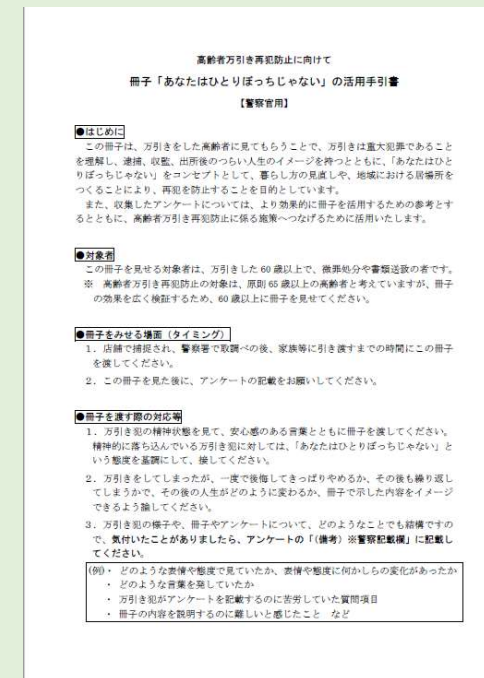 高齢者万引き再犯防止に向けて
冊子「あなたはひとりぼっちじゃない」の活用手引書
【警察官用】
●はじめに
この冊子は、万引きをした高齢者に見てもらうことで、万引きは重大犯罪であること
を理解し、逮捕、収監、出所後のつらい人生のイメージを持つとともに、「あなたはひと
りぼっちじゃない」をコンセプトとして、暮らし方の見直しや、地域における居場所を
つくることにより、再犯を防止することを目的としています。
また、収集したアンケートについては、より効果的に冊子を活用するための参考とす
るとともに、高齢者万引き再犯防止に係る施策へつなげるために活用いたします。
●対象者
この冊子を見せる対象者は、万引きした 60 歳以上で、微罪処分や書類送致の者です。
※ 高齢者万引き再犯防止の対象は、原則 65 歳以上の高齢者と考えていますが、冊子
の効果を広く検証するため、60 歳以上に冊子を見せてください。
●冊子をみせる場面（タイミング）
1．店舗で捕捉され、警察署で取調べの後、家族等に引き渡すまでの時間にこの冊子
を渡してください。
2．この冊子を見た後に、アンケートの記載をお願いしてください。
●冊子を渡す際の対応等
1．万引き犯の精神状態を見て、安心感のある言葉とともに冊子を渡してください。
精神的に落ち込んでいる万引き犯に対しては、「あなたはひとりぼっちじゃない」と
いう態度を基調にして、接してください。
2．万引きをしてしまったが、一度で後悔してきっぱりやめるか、その後も繰り返し
てしまうかで、その後の人生がどのように変わるか、冊子で示した内容をイメージ
できるよう諭してください。
3．万引き犯の様子や、冊子やアンケートについて、どのようなことでも結構ですの
で、気付いたことがありましたら、アンケートの「（備考）※警察記載欄」に記載し
てください。
(例)・ どのような表情や態度で見ていたか、表情や態度に何かしらの変化があったか
・ どのような言葉を発していたか
・ 万引き犯がアンケートを記載するのに苦労していた質問項目
・ 冊子の内容を説明するのに難しいと感じたこと など